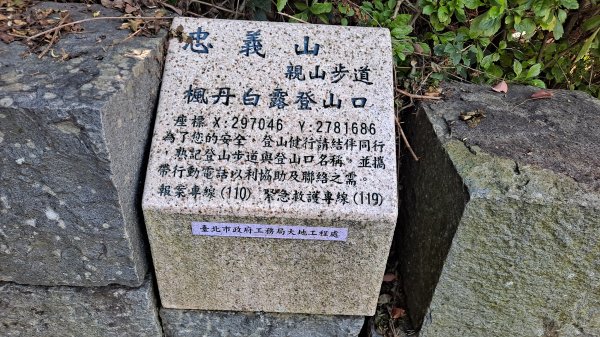 忠義山
親山步道
楓丹白露登山口
座標 X:297046 Y:2781686
為了您的安全，登山健行請結伴同行
熟記登山步道與登山口名稱，並攜
帶行動電話以利協助及聯絡之需
報案專線(110) 緊急救護專線(119)
臺北市政府工務局大地工程處